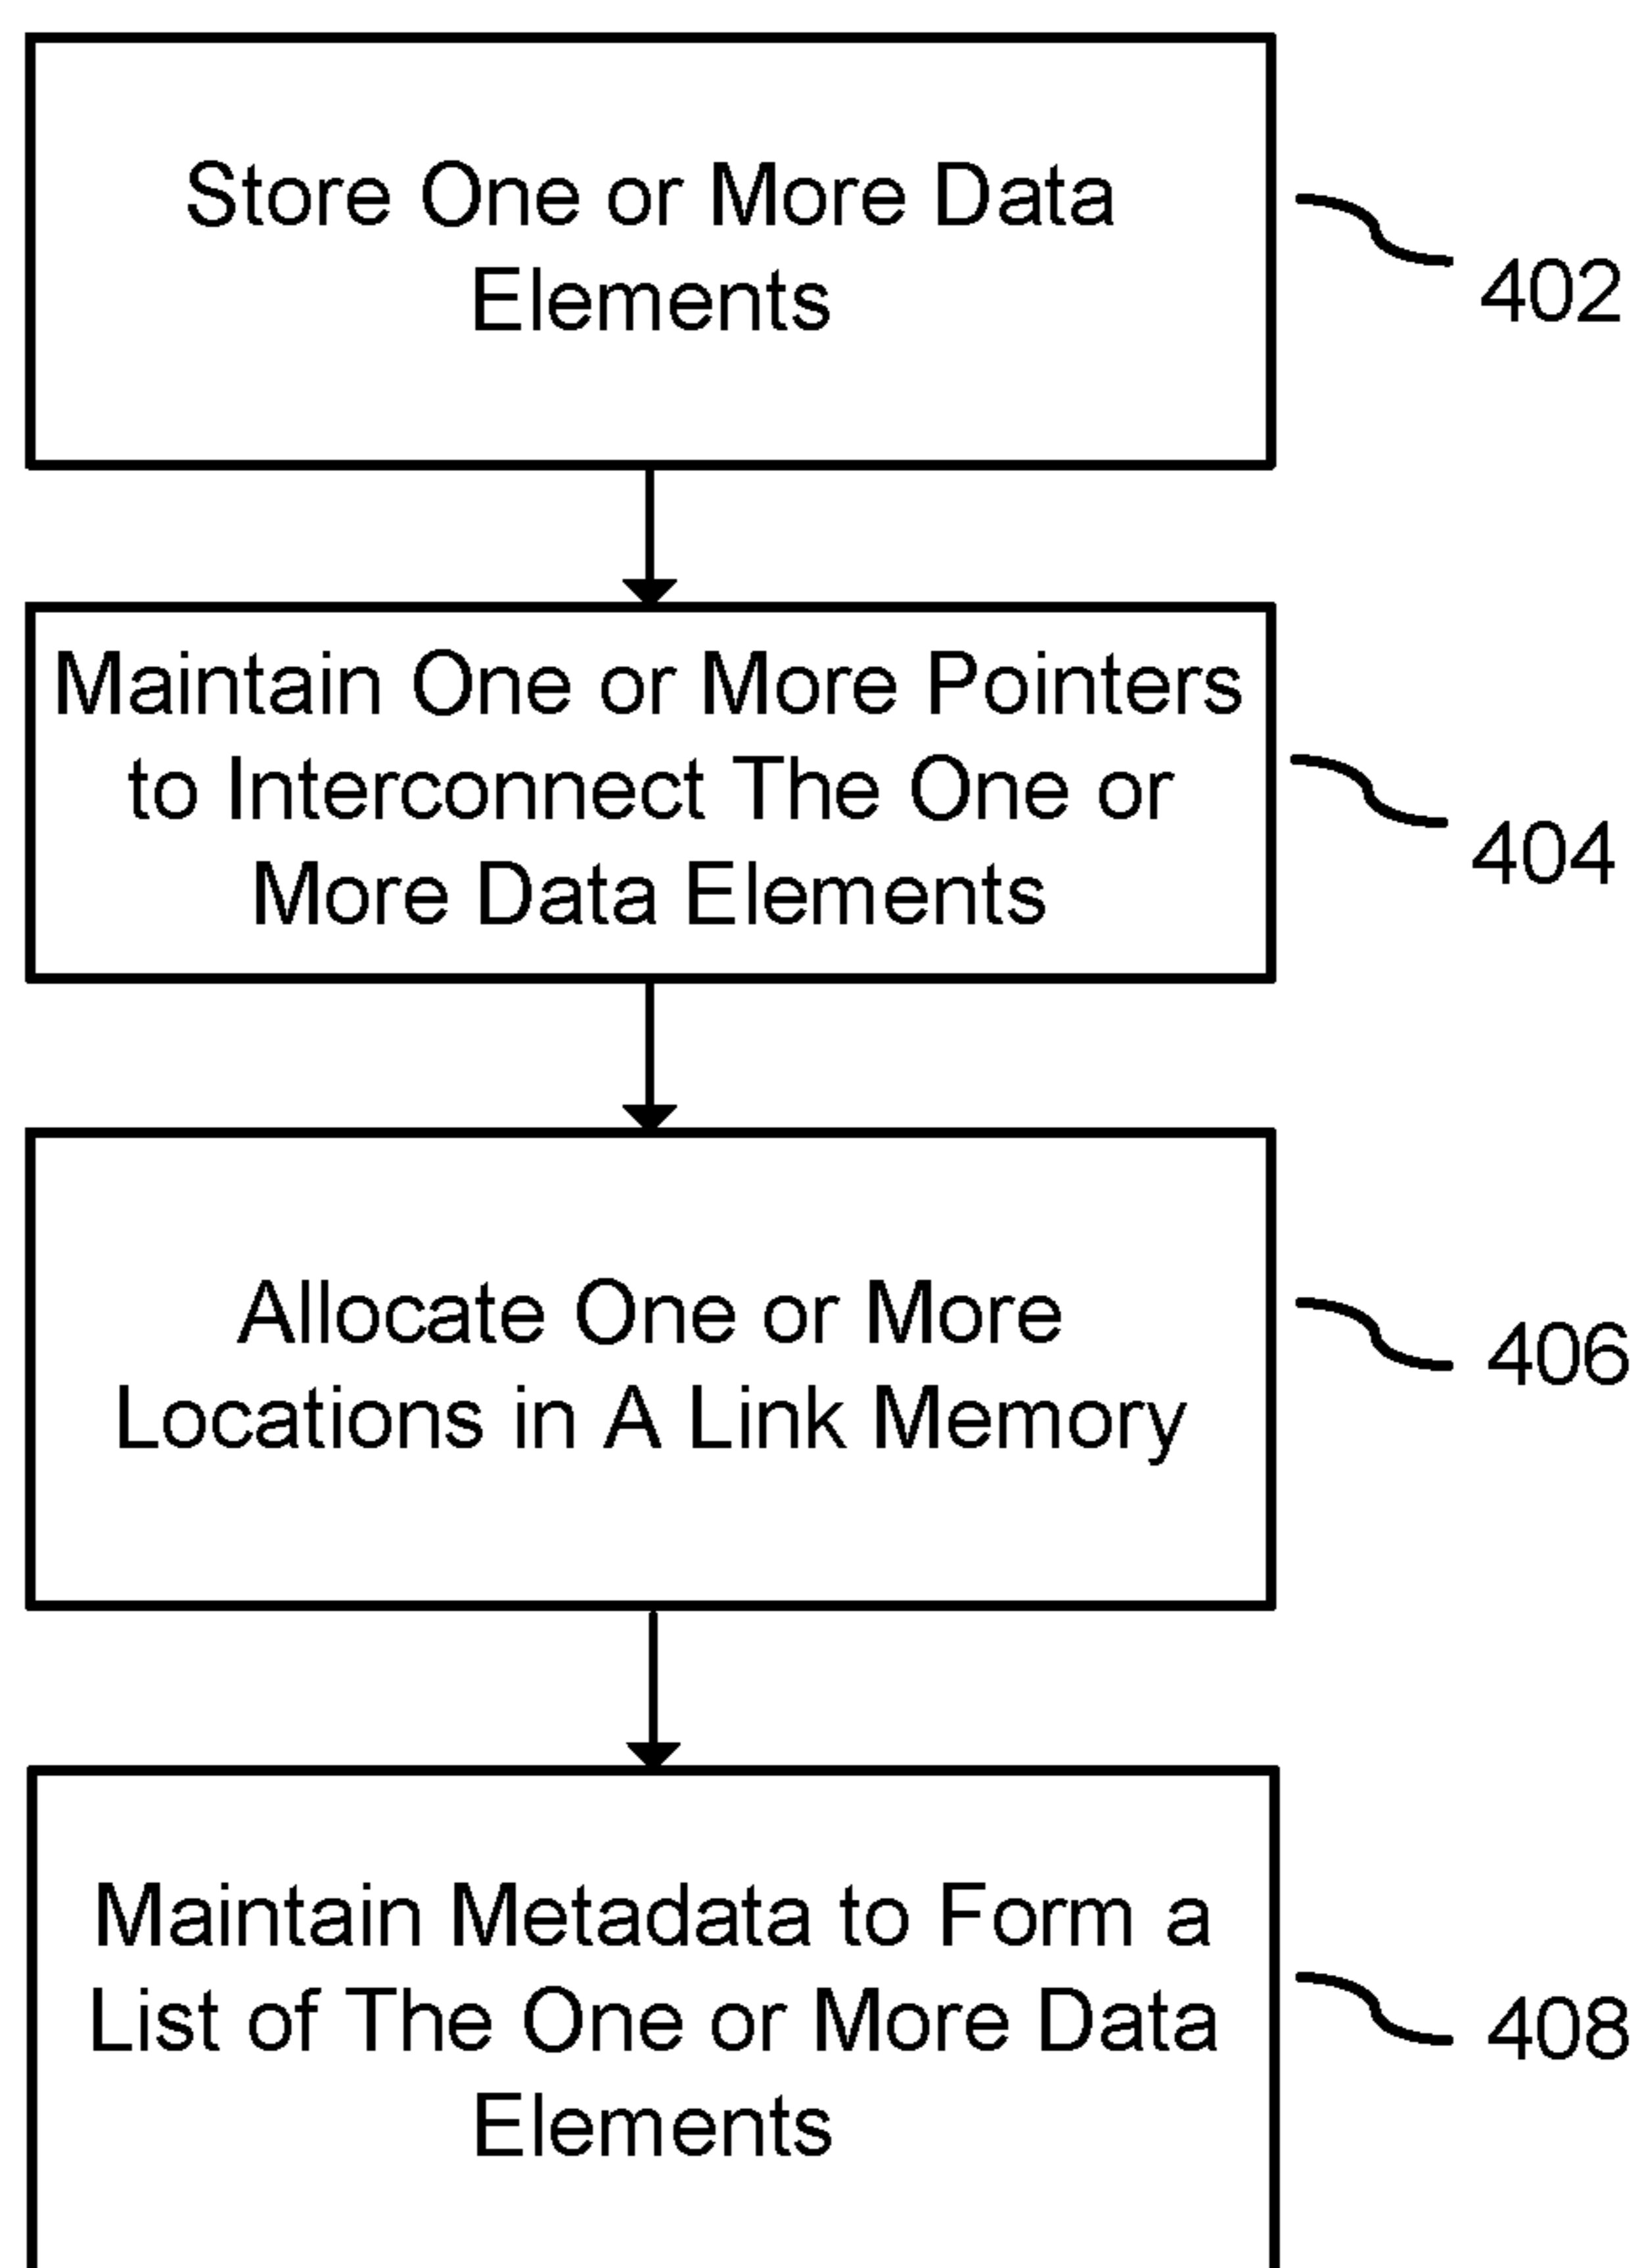 Store One or More Data
Elements
402
Maintain One or More Pointers
to Interconnect The One or
More Data Elements
404
Allocate One or More
Locations in A Link Memory
406
Maintain Metadata to Form a
List of The One or More Data
Elements
408